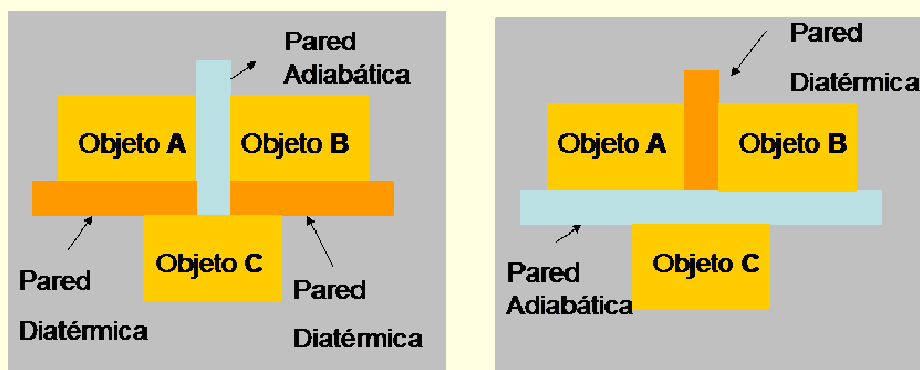 Pared
Adiabática
Objeto A
Objeto B
Objeto C
Pared
Diatérmica
Pared
Diatérmica
Pared
Diatérmica
Objeto A
Objeto B
Objeto C
Pared
Adiabática